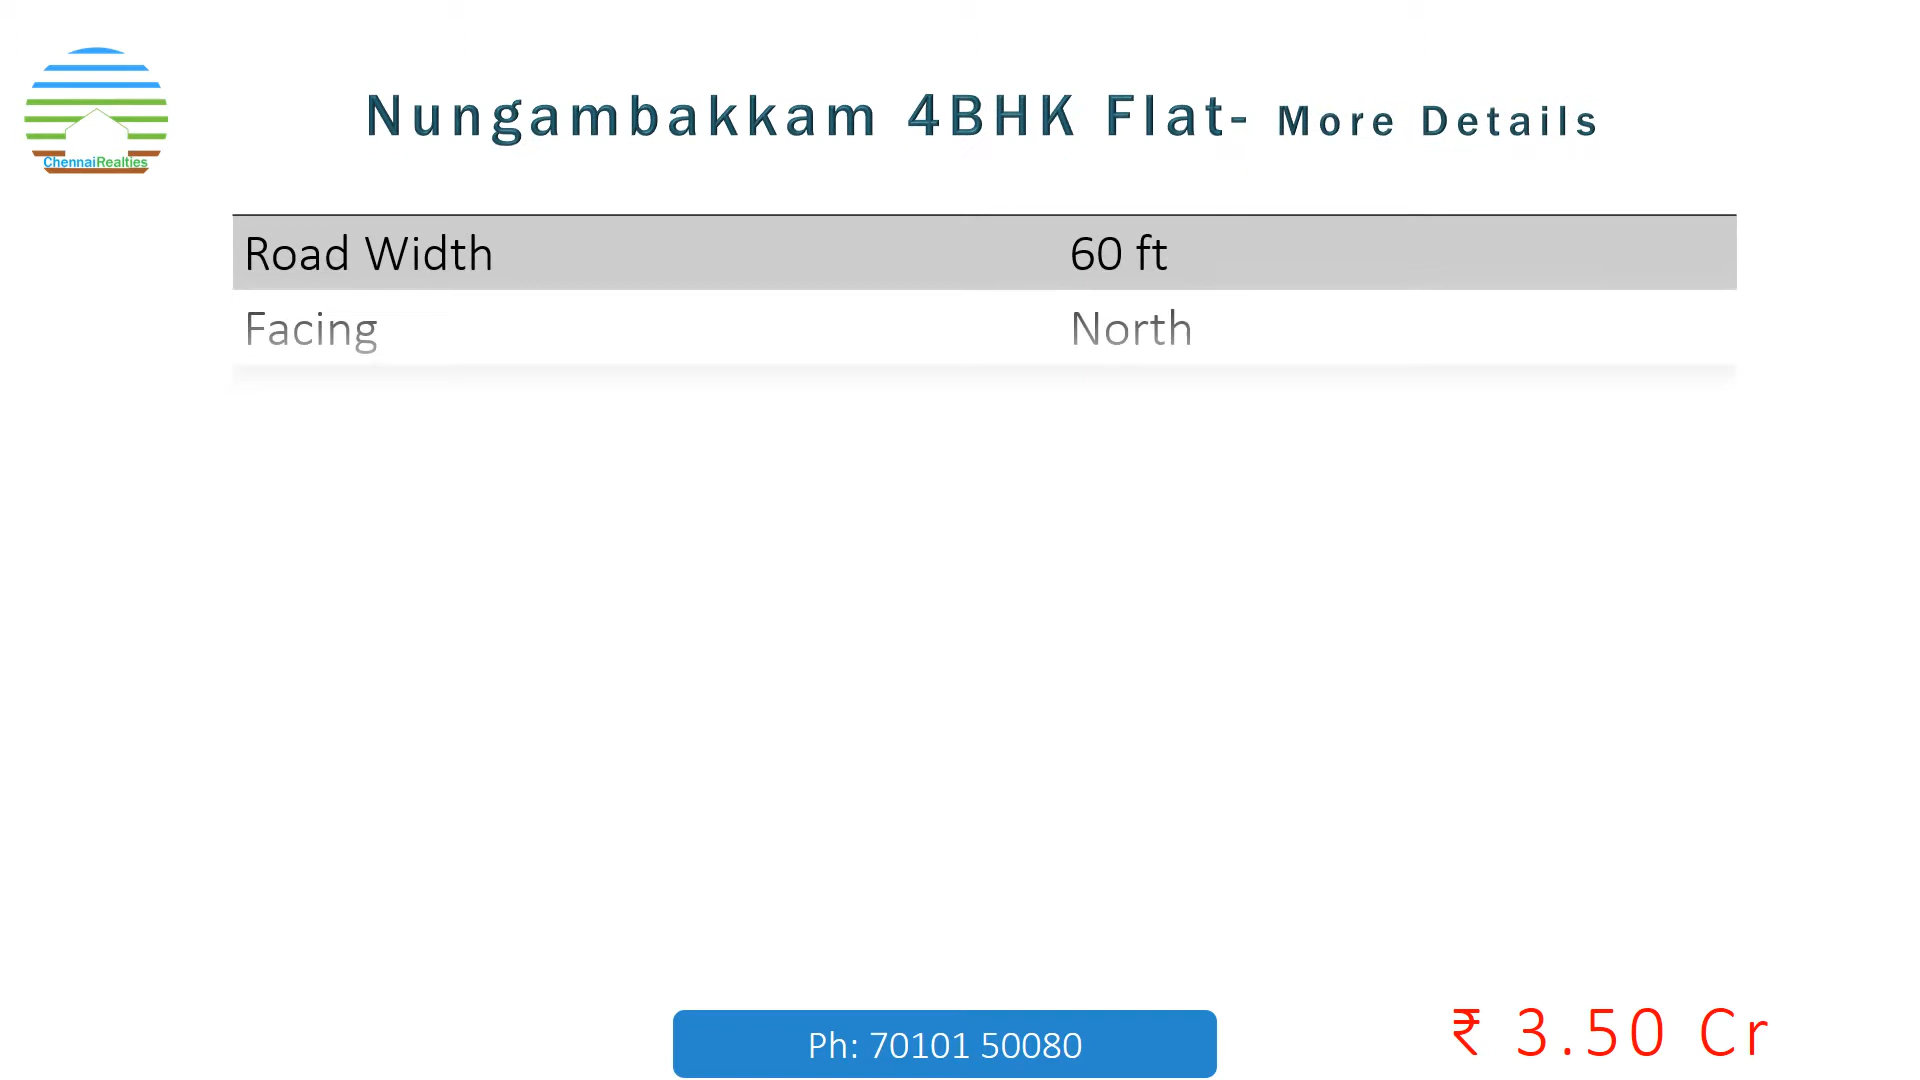 ChennaiRealties
Nungambakkam 4BHK Flat- More Details
Road Width 60 ft
Facing North
Ph: 70101 50080
₹ 3.50 Cr